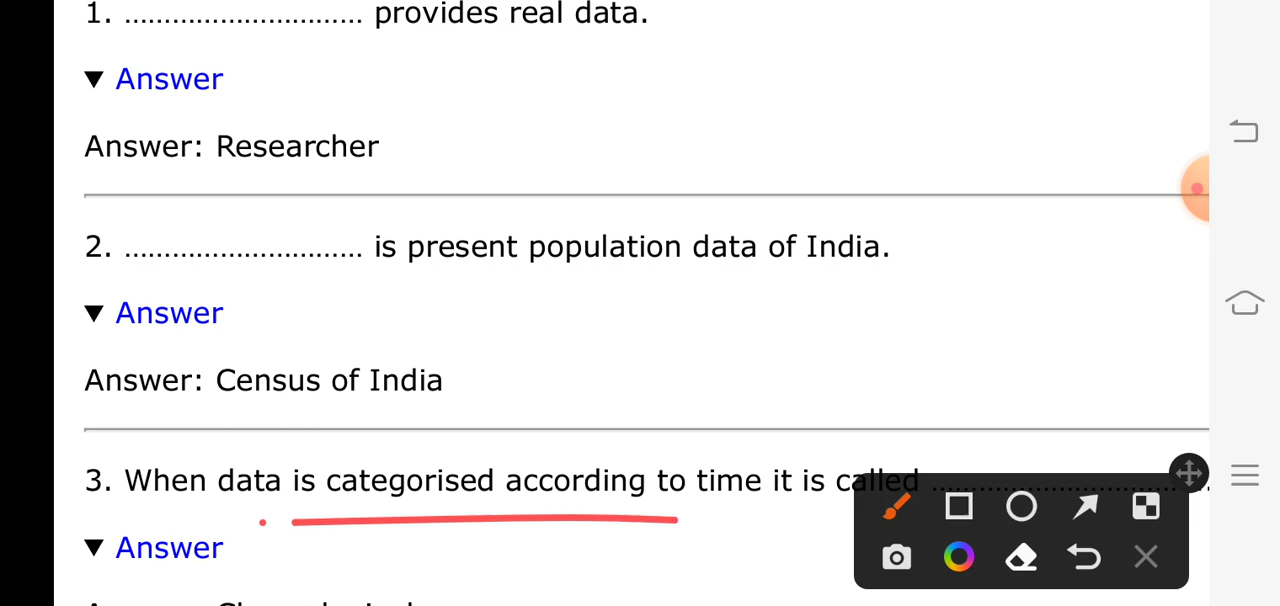 1. .............................. provides real data.
▼ Answer
Answer: Researcher
2. .............................. is present population data of India.
▼ Answer
Answer: Census of India
3. When data is categorised according to time it is called ..............................
▼ Answer